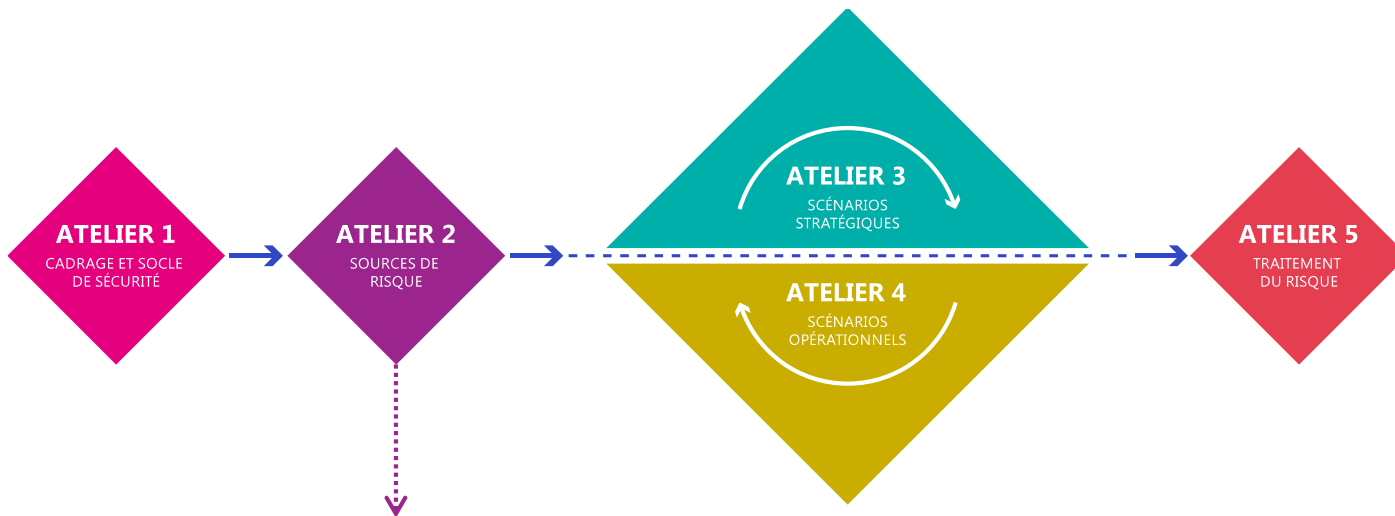 ATELIER 1
CADRAGE ET SOCLE
DE SÉCURITÉ
ATELIER 2
SOURCES DE
RISQUE
ATELIER 3
SCÉNARIOS
STRATÉGIQUES
ATELIER 4
SCÉNARIOS
OPÉRATIONNELS
ATELIER 5
TRAITEMENT
DU RISQUE